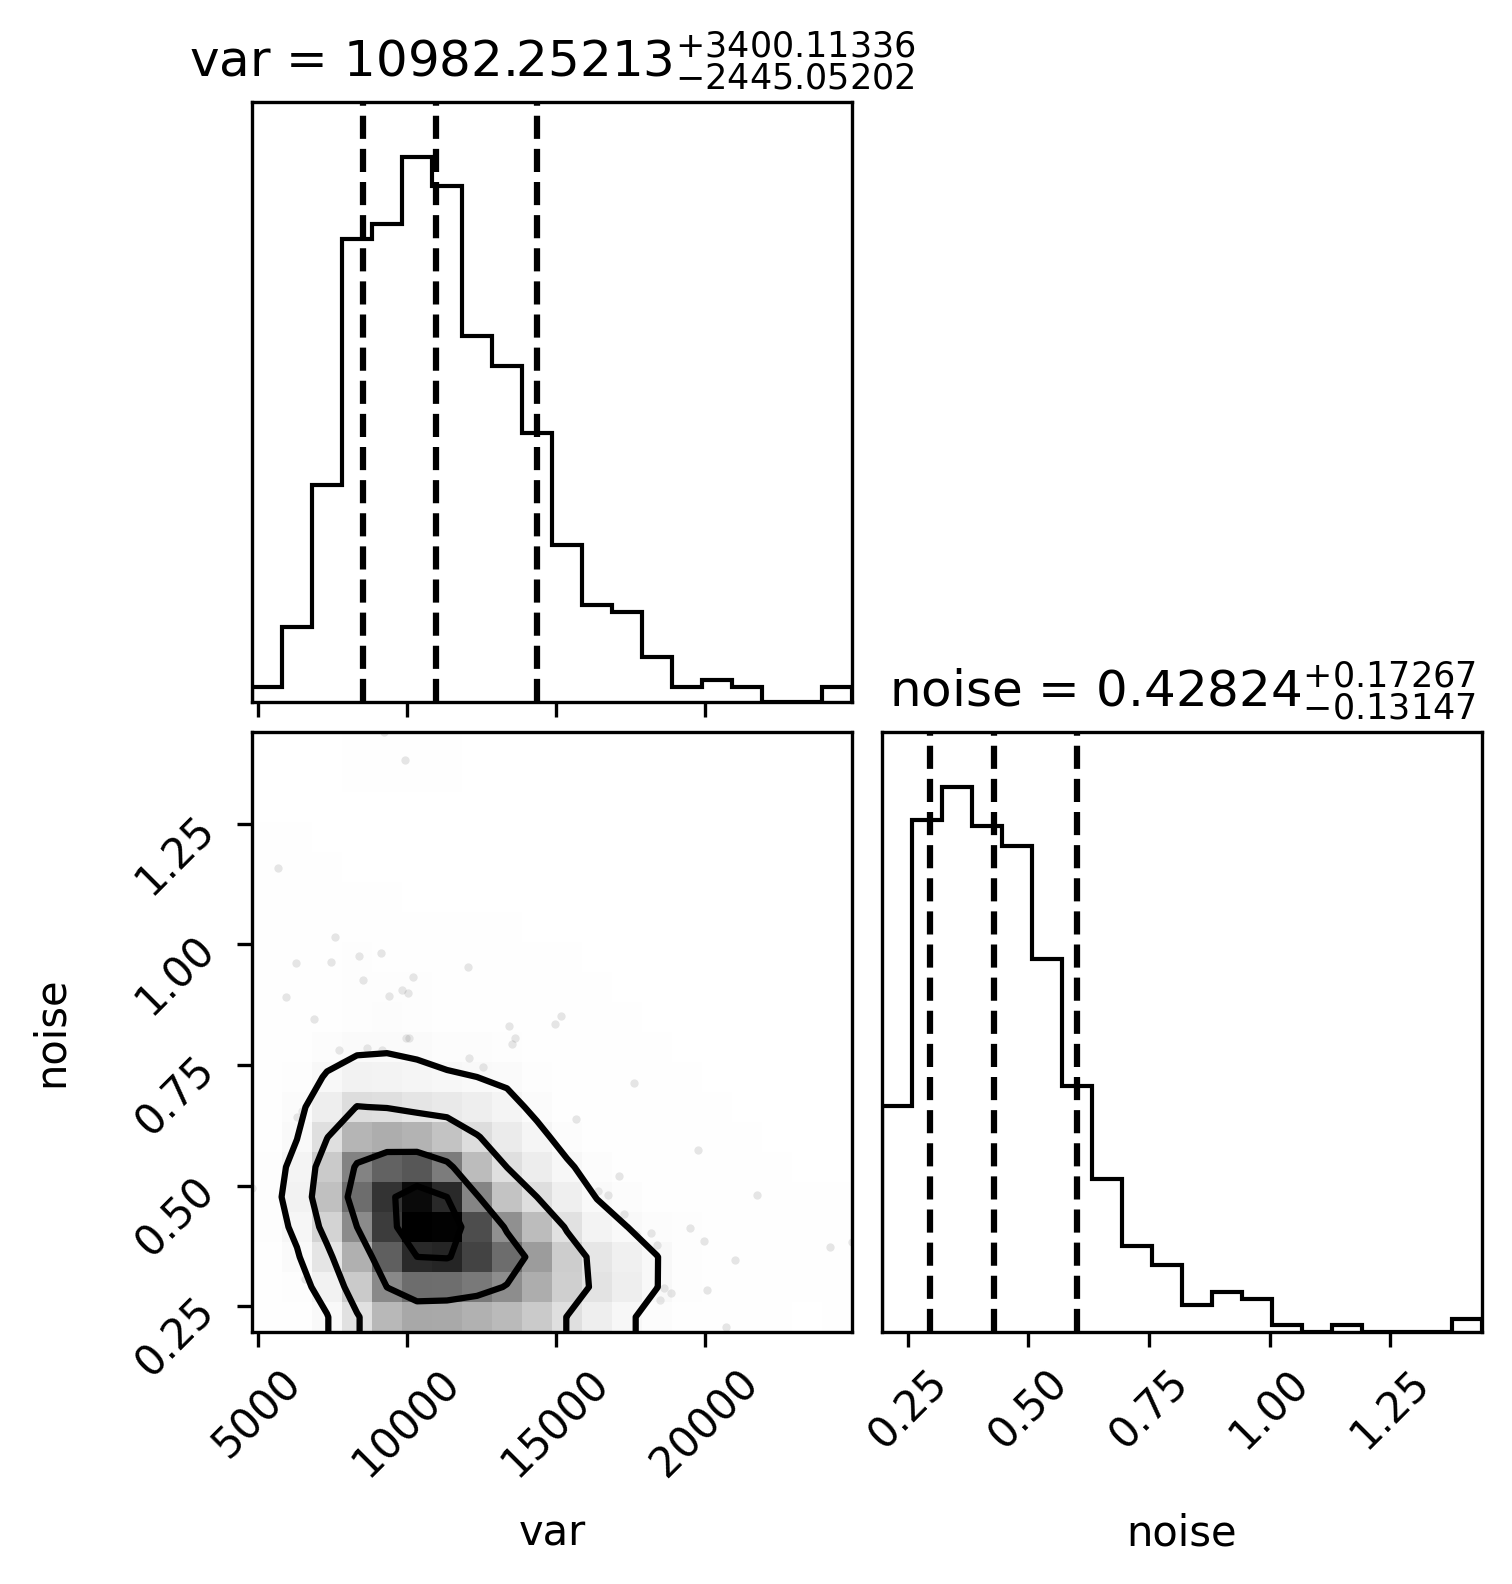 var = 10982.25213+3400.11336−2445.05202
noise = 0.42824+0.17267−0.13147
noise
1.25
1.00
0.75
0.50
0.25
5000 10000 15000 20000
var
0.25 0.50 0.75 1.00 1.25
noise